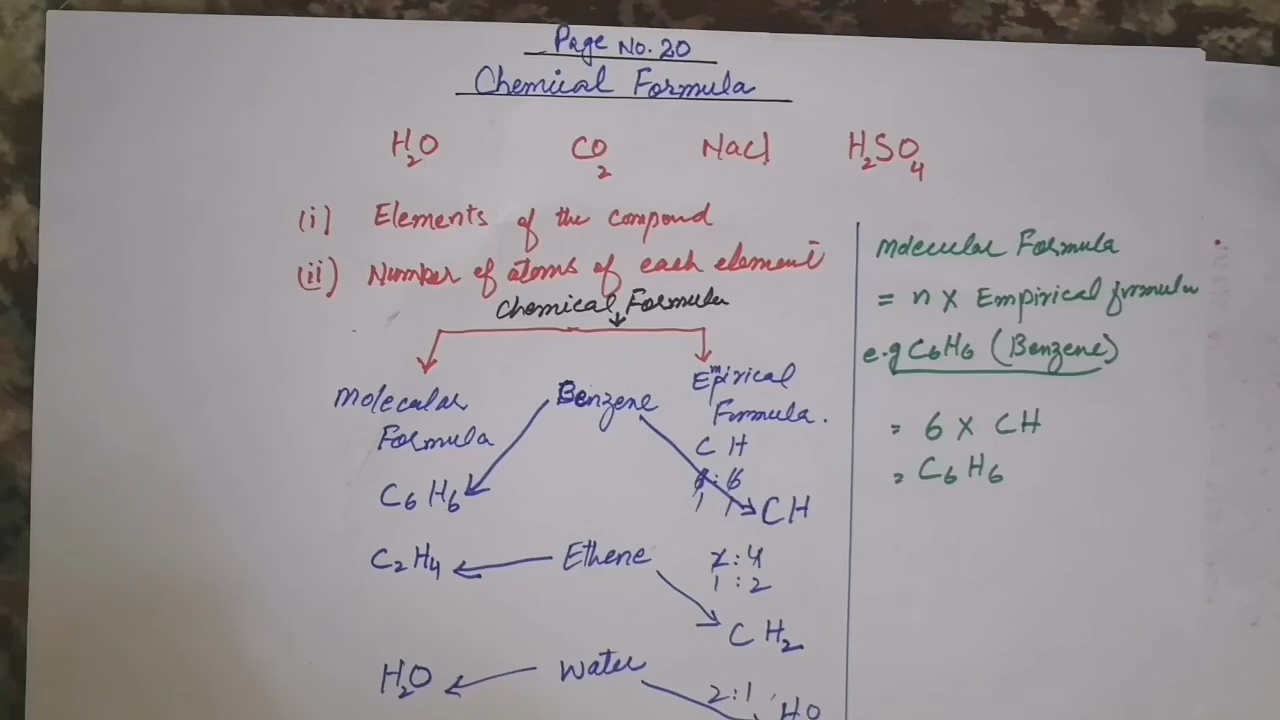 Page No. 20
Chemical Formula
H₂O CO₂ NaCl H₂SO₄
(i) Elements of the compound
(ii) Number of atoms of each element
Chemical Formula
Molecular Formula
Benzene
Empirical Formula.
C H
6:6
1 1
C₆H₆
CH
C₂H₄
Ethene
2:4
1:2
CH₂
H₂O
Water
2:1
H₂O
Molecular Formula
= n X Empirical formula
e.g C₆H₆ (Benzene)
= 6 X CH
= C₆H₆